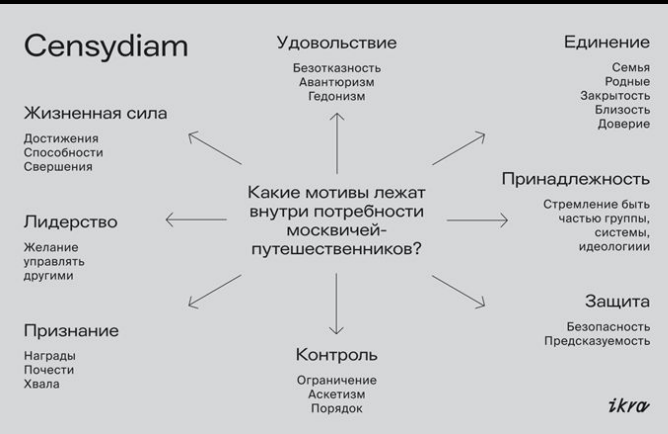 Censydiam
Удовольствие
Безотказность
Авантюризм
Гедонизм
Единение
Семья
Родные
Закрытость
Близость
Доверие
Жизненная сила
Достижения
Способности
Свершения
Какие мотивы лежат
внутри потребности
москвичей-
путешественников?
Принадлежность
Стремление быть
частью группы,
системы,
идеологиии
Лидерство
Желание
управлять
другими
Защита
Безопасность
Предсказуемость
Признание
Награды
Почести
Хвала
Контроль
Ограничение
Аскетизм
Порядок
ikra